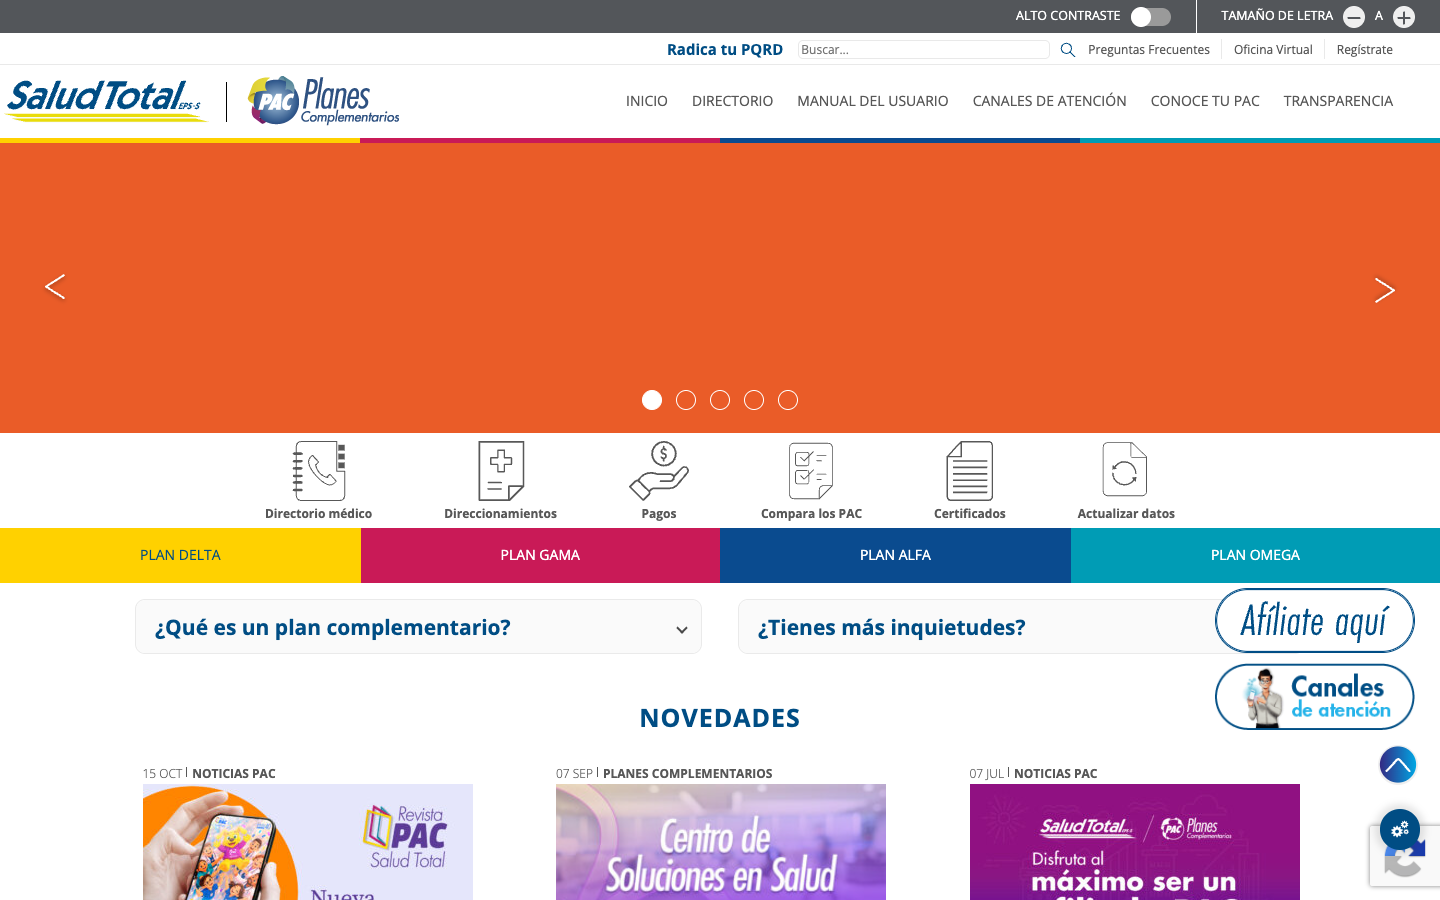 ALTO CONTRASTE
TAMAÑO DE LETRA
A
Radica tu PQRD
Buscar...
Preguntas Frecuentes
Oficina Virtual
Regístrate
Salud Total EPS-S
PAC Planes Complementarios
INICIO
DIRECTORIO
MANUAL DEL USUARIO
CANALES DE ATENCIÓN
CONOCE TU PAC
TRANSPARENCIA
Directorio médico
Direccionamientos
Pagos
Compara los PAC
Certificados
Actualizar datos
PLAN DELTA
PLAN GAMA
PLAN ALFA
PLAN OMEGA
¿Qué es un plan complementario?
¿Tienes más inquietudes?
Afíliate aquí
Canales
de atención
NOVEDADES
15 OCT | NOTICIAS PAC
07 SEP | PLANES COMPLEMENTARIOS
07 JUL | NOTICIAS PAC
Revista
PAC
Salud Total
Nueva
Centro de
Soluciones en Salud
Salud Total EPS-S
PAC Planes Complementarios
Disfruta al
máximo ser un